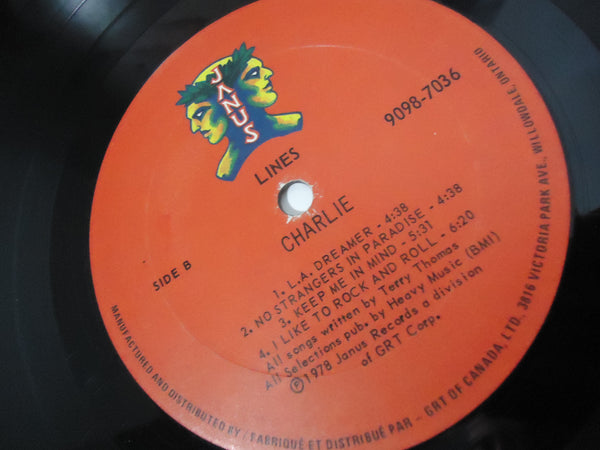 JANUS
9098-7036
LINES
CHARLIE
SIDE B
1. L.A. DREAMER - 4:38
2. NO STRANGERS IN PARADISE - 4:38
3. KEEP ME IN MIND - 5:31
4. I LIKE TO ROCK AND ROLL - 6:20
All songs written by Terry Thomas
All Selections pub. by Heavy Music (BMI)
℗1978 Janus Records a division
of GRT Corp.
MANUFACTURED AND DISTRIBUTED BY / FABRIQUÉ ET DISTRIBUÉ PAR – GRT OF CANADA, LTD. 3816 VICTORIA PARK AVE., WILLOWDALE, ONTARIO